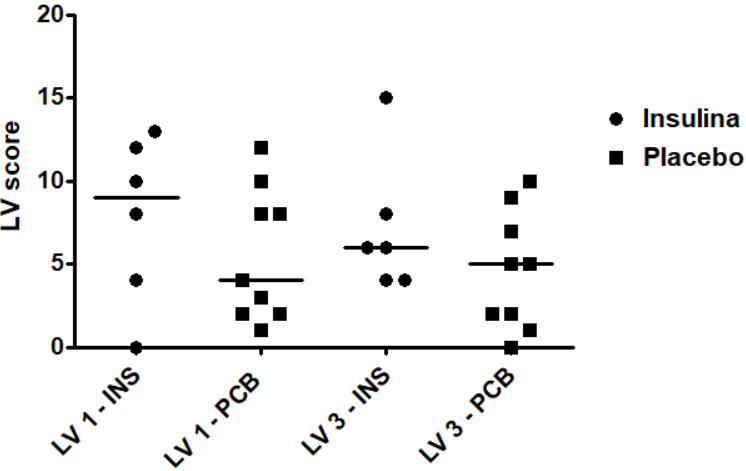 20
15
10
5
0
LV score
LV 1 - INS
LV 1 - PCB
LV 3 - INS
LV 3 - PCB
Insulina
Placebo